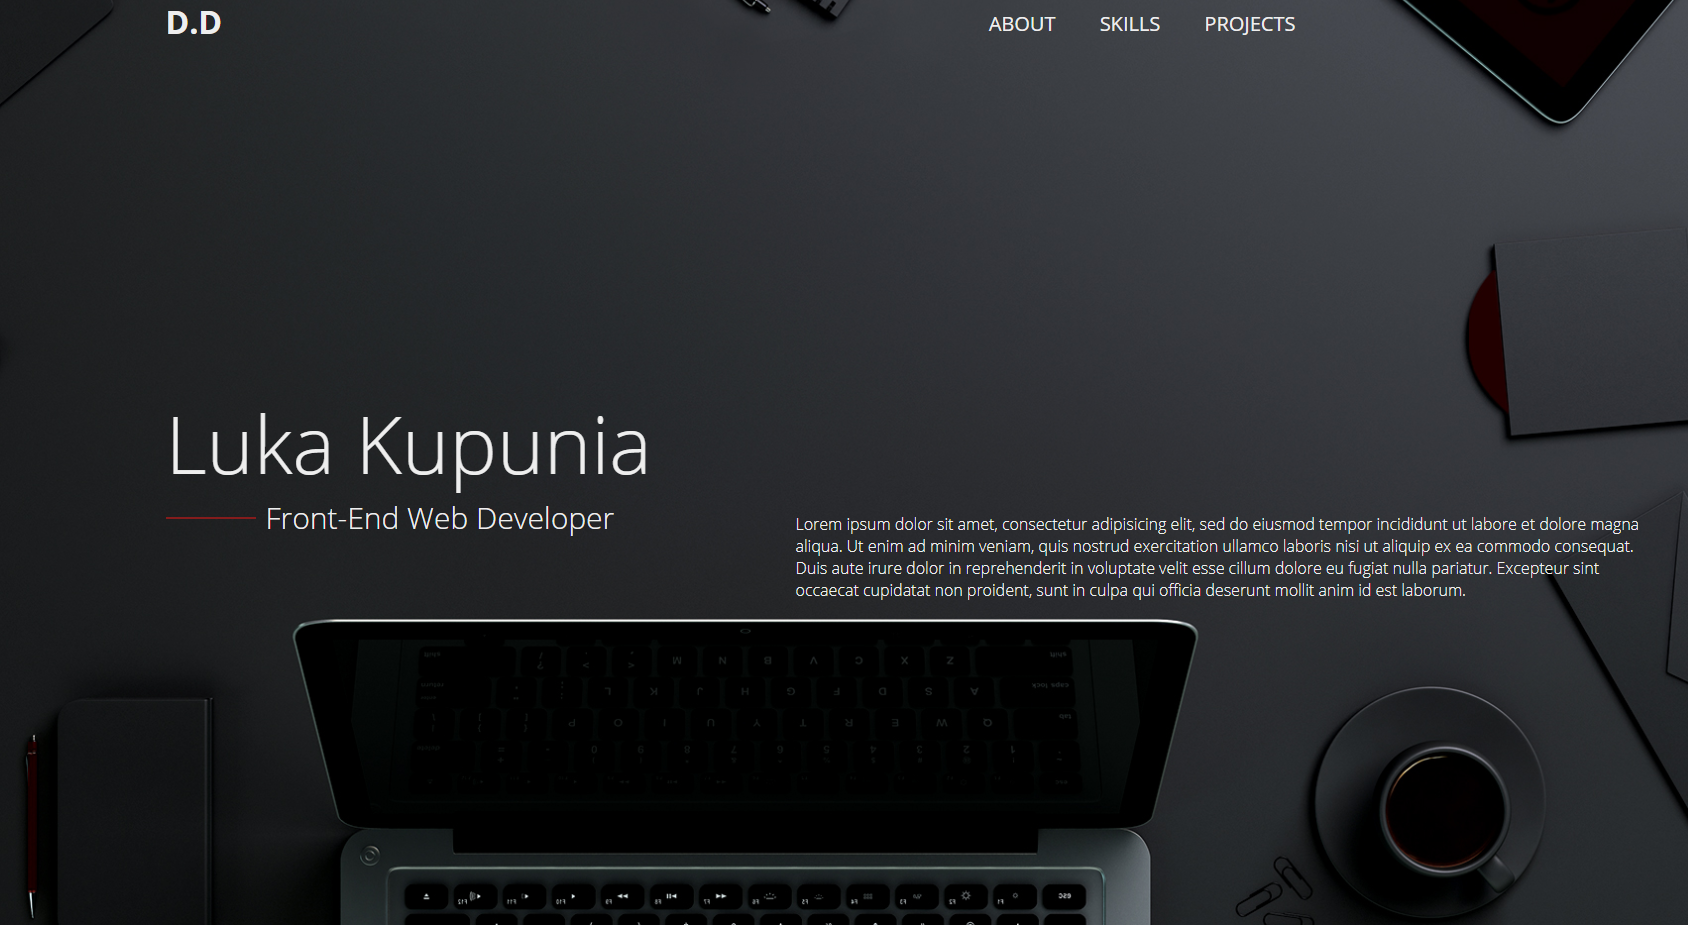 D.D
ABOUT SKILLS PROJECTS
Luka Kupunia
Front-End Web Developer
Lorem ipsum dolor sit amet, consectetur adipisicing elit, sed do eiusmod tempor incididunt ut labore et dolore magna
aliqua. Ut enim ad minim veniam, quis nostrud exercitation ullamco laboris nisi ut aliquip ex ea commodo consequat.
Duis aute irure dolor in reprehenderit in voluptate velit esse cillum dolore eu fugiat nulla pariatur. Excepteur sint
occaecat cupidatat non proident, sunt in culpa qui officia deserunt mollit anim id est laborum.